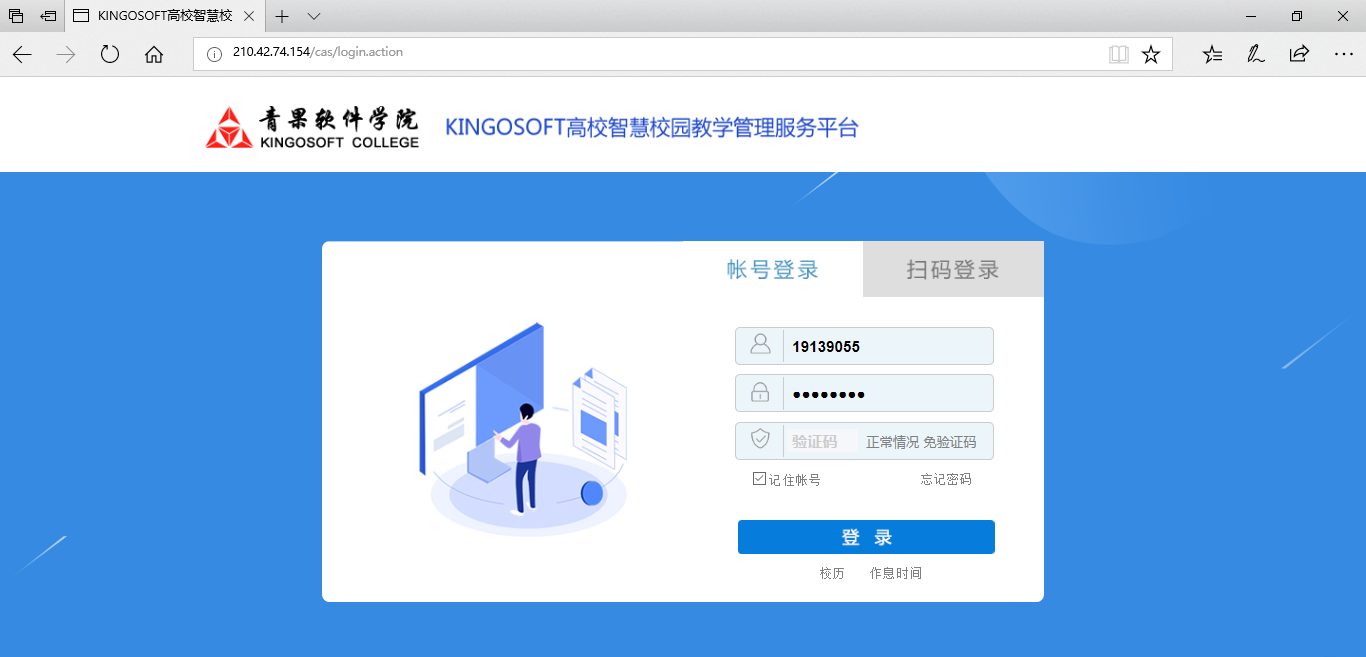 KINGOSOFT高校智慧校
210.42.74.154/cas/login.action
青果软件学院
KINGOSOFT COLLEGE
KINGOSOFT高校智慧校园教学管理服务平台
帐号登录 扫码登录
19139055
••••••••
验证码 正常情况 免验证码
记住帐号 忘记密码
登 录
校历 作息时间